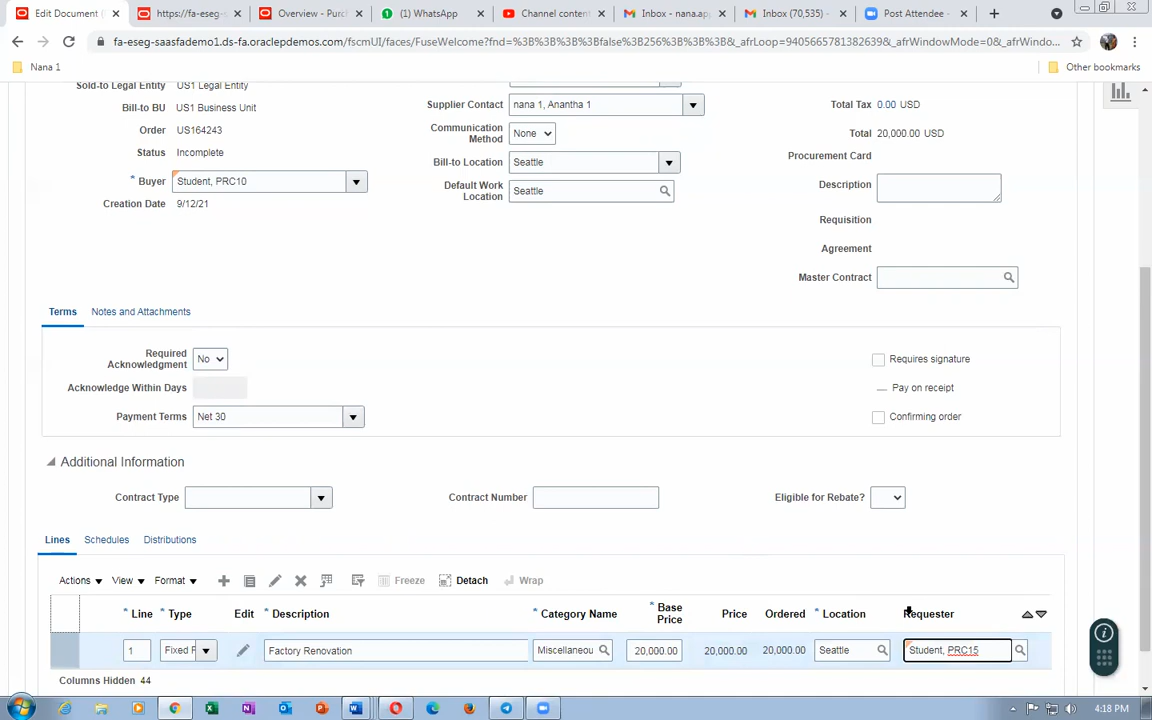 Edit Document (
https://fa-eseg-s
Overview - Purch
(1) WhatsApp
Channel content
Inbox - nana.app
Inbox (70,535) -
Post Attendee -
fa-eseg-saasfademo1.ds-fa.oraclepdemos.com/fscmUI/faces/FuseWelcome?fnd=%3B%3B%3B%3Bfalse%3B256%3B%3B%3B&_afrLoop=9405665781382639&_afrWindowMode=0&_afrWindo...
Nana 1
Other bookmarks
Sold-to Legal Entity US1 Legal Entity
Bill-to BU US1 Business Unit
Order US164243
Status Incomplete
* Buyer Student, PRC10
Creation Date 9/12/21
Supplier Contact nana 1, Anantha 1
Communication Method None
Bill-to Location Seattle
Default Work Location Seattle
Total Tax 0.00 USD
Total 20,000.00 USD
Procurement Card
Description
Requisition
Agreement
Master Contract
Terms Notes and Attachments
Required Acknowledgment No
Acknowledge Within Days
Payment Terms Net 30
Requires signature
Pay on receipt
Confirming order
Additional Information
Contract Type
Contract Number
Eligible for Rebate?
Lines Schedules Distributions
Actions View Format Freeze Detach Wrap
* Line * Type Edit * Description * Category Name * Base Price Price Ordered * Location Requester
1 Fixed P Factory Renovation Miscellaneou 20,000.00 20,000.00 20,000.00 Seattle Student, PRC15
Columns Hidden 44
4:18 PM